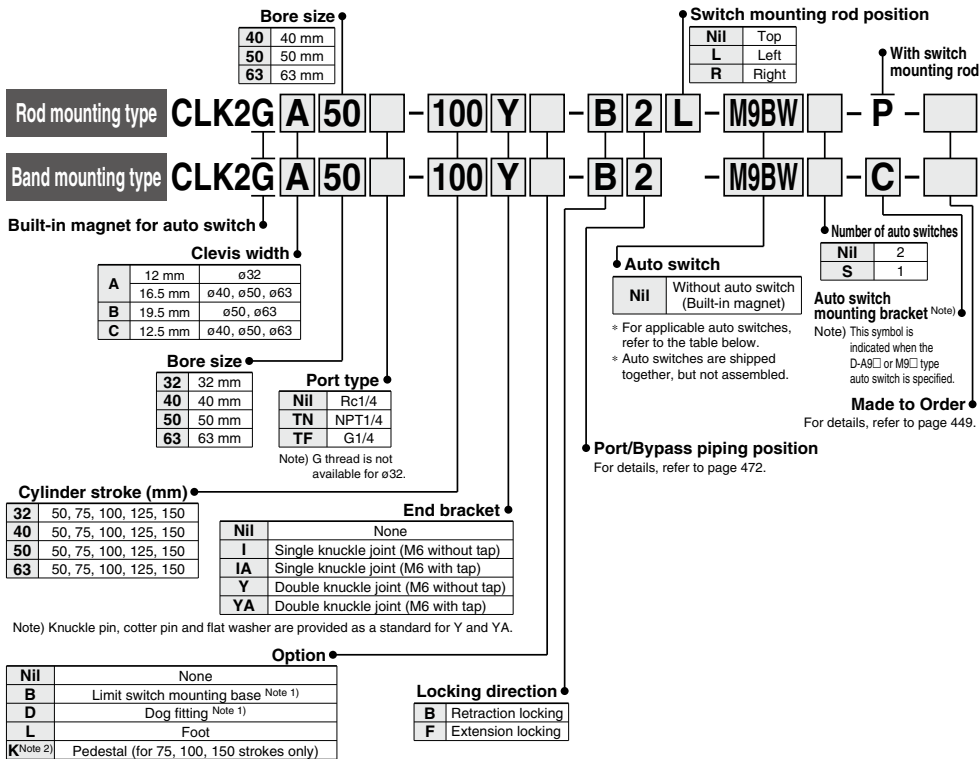 Bore size
40 40 mm
50 50 mm
63 63 mm
Switch mounting rod position
Nil Top
L Left
R Right
With switch
mounting rod
Rod mounting type CLK2G A 50 - 100 Y - B 2 L - M9BW - P -
Band mounting type CLK2G A 50 - 100 Y - B 2 - M9BW - C -
Built-in magnet for auto switch
Clevis width
A 12 mm ø32
16.5 mm ø40, ø50, ø63
B 19.5 mm ø50, ø63
C 12.5 mm ø40, ø50, ø63
Bore size
32 32 mm
40 40 mm
50 50 mm
63 63 mm
Port type
Nil Rc1/4
TN NPT1/4
TF G1/4
Note) G thread is not
available for ø32.
Auto switch
Nil Without auto switch
(Built-in magnet)
* For applicable auto switches,
refer to the table below.
* Auto switches are shipped
together, but not assembled.
Number of auto switches
Nil 2
S 1
Auto switch
mounting bracket Note)
Note) This symbol is
indicated when the
D-A9□ or M9□ type
auto switch is specified.
Made to Order
For details, refer to page 449.
Port/Bypass piping position
For details, refer to page 472.
Cylinder stroke (mm)
32 50, 75, 100, 125, 150
40 50, 75, 100, 125, 150
50 50, 75, 100, 125, 150
63 50, 75, 100, 125, 150
End bracket
Nil None
I Single knuckle joint (M6 without tap)
IA Single knuckle joint (M6 with tap)
Y Double knuckle joint (M6 without tap)
YA Double knuckle joint (M6 with tap)
Note) Knuckle pin, cotter pin and flat washer are provided as a standard for Y and YA.
Option
Nil None
B Limit switch mounting base Note 1)
D Dog fitting Note 1)
L Foot
K Note 2) Pedestal (for 75, 100, 150 strokes only)
Locking direction
B Retraction locking
F Extension locking